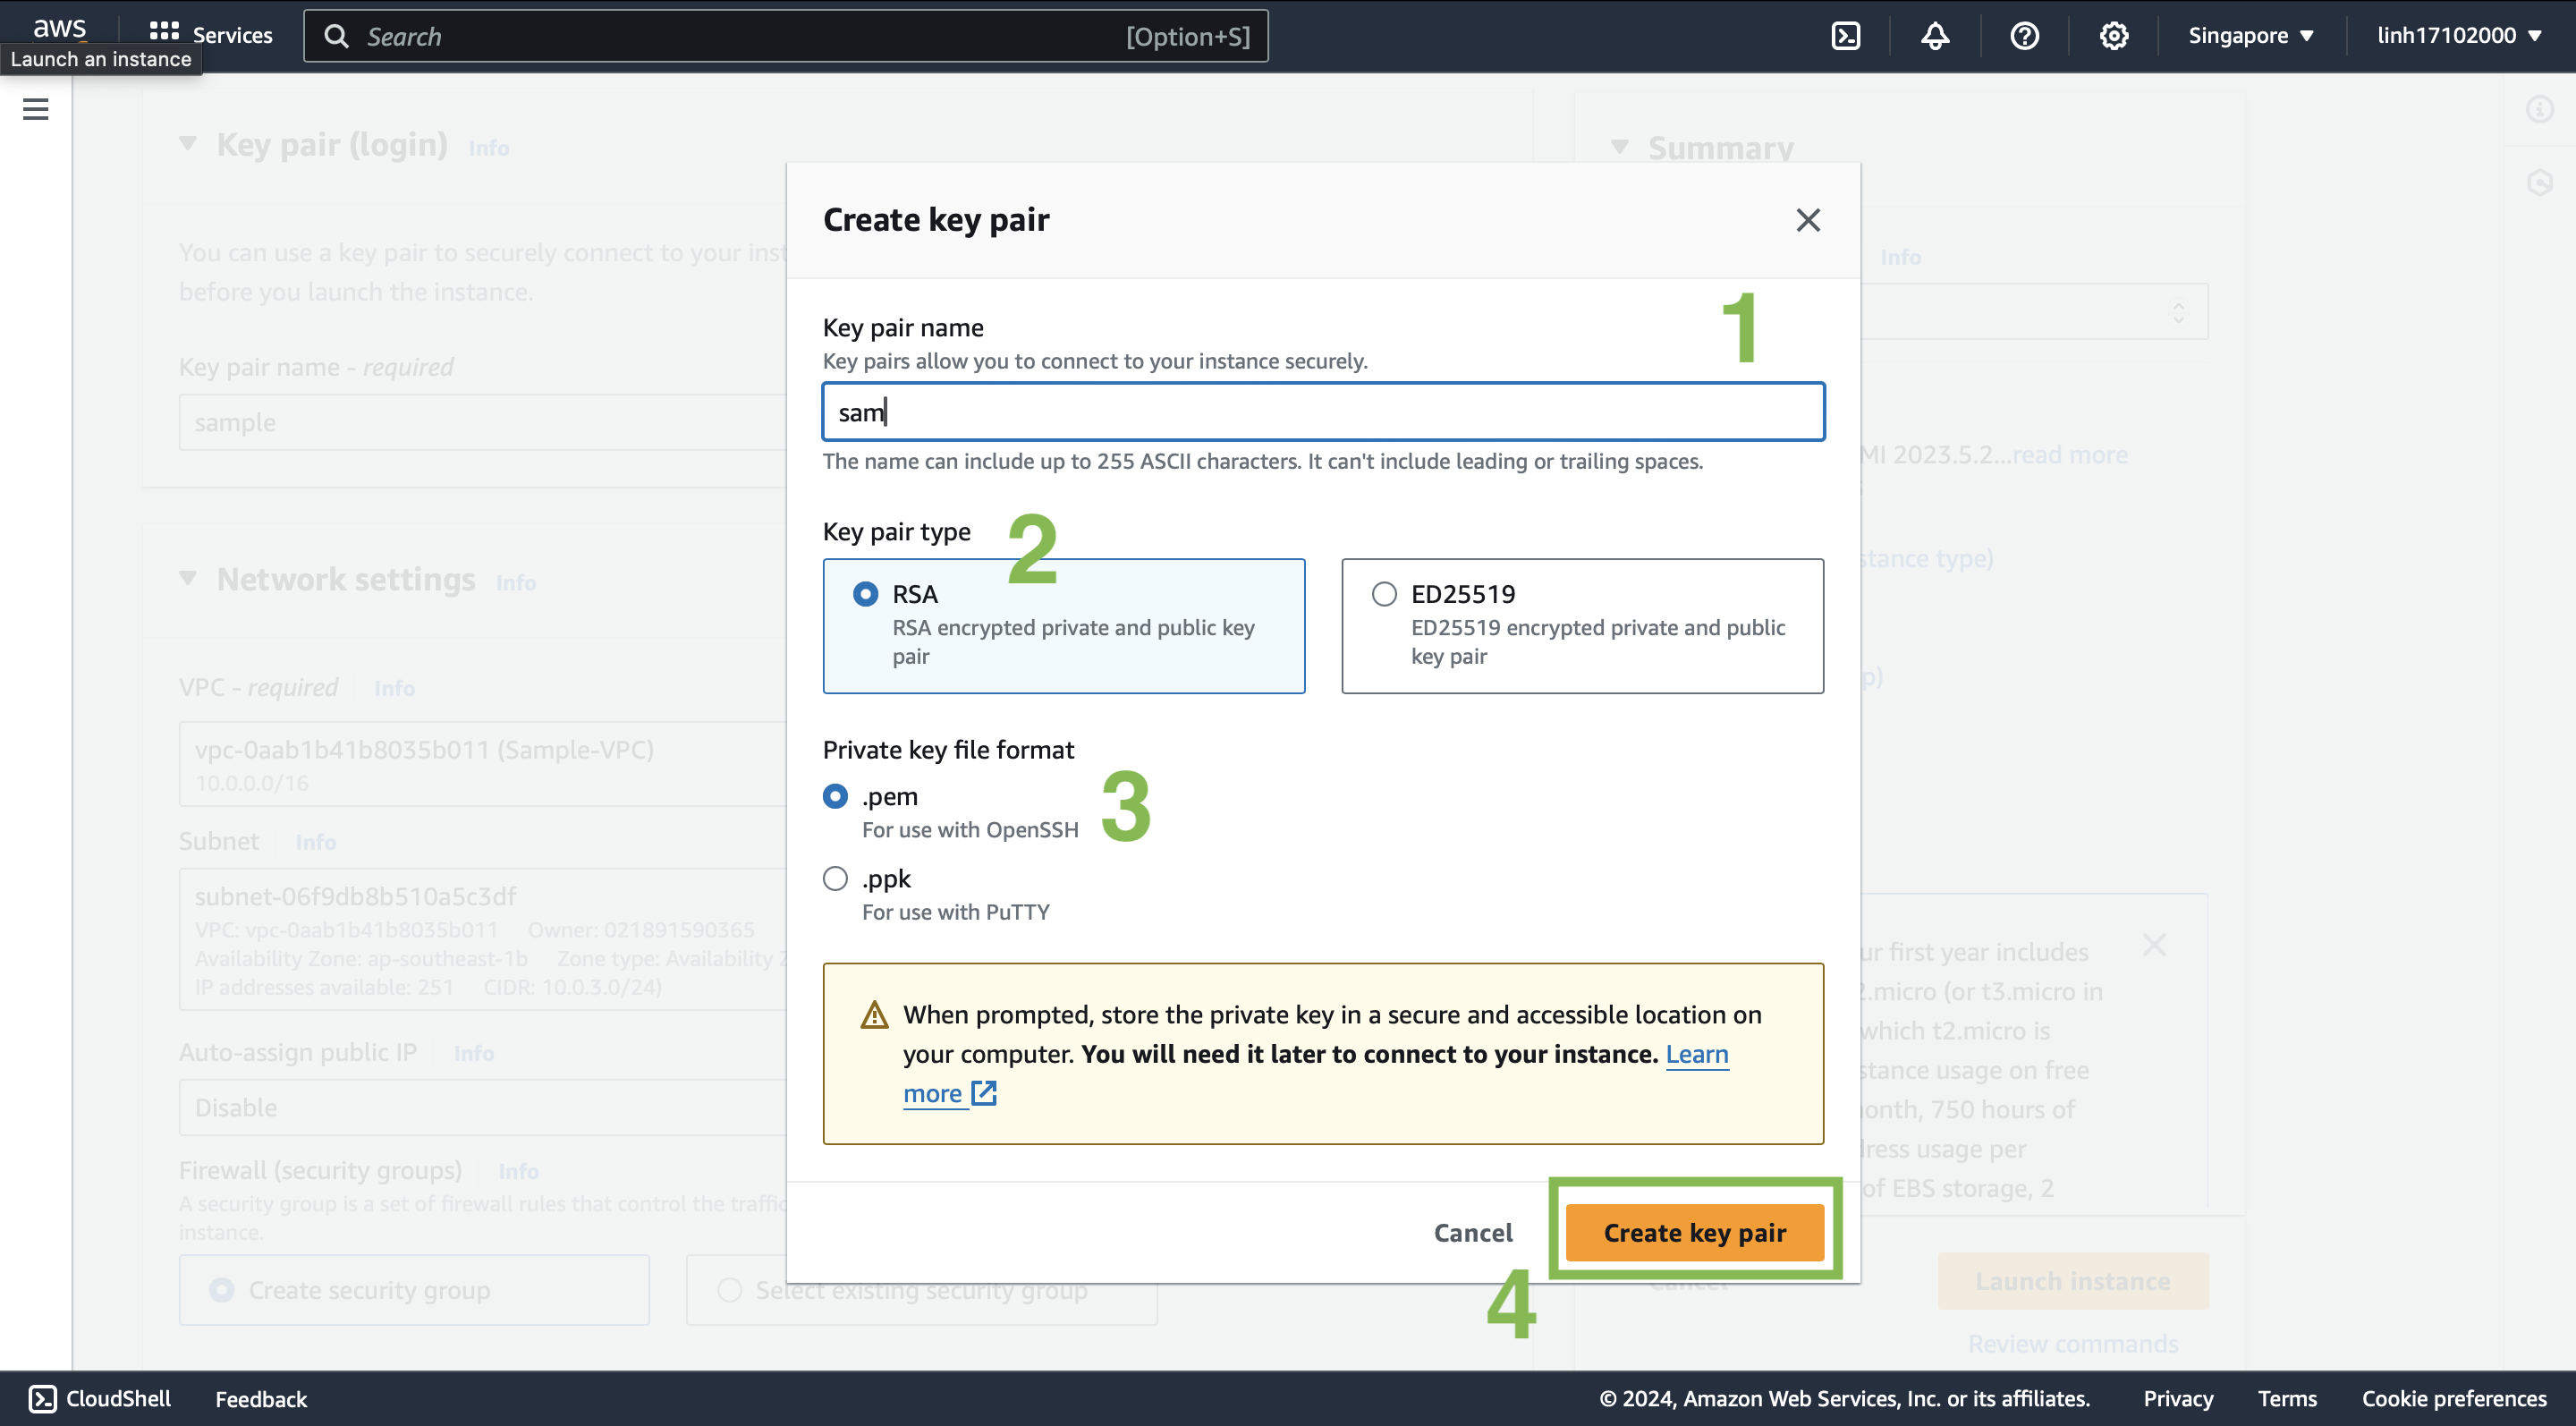 aws
Services
Search
[Option+S]
Singapore
linh17102000
Launch an instance
Key pair (login) Info
You can use a key pair to securely connect to your inst
before you launch the instance.
Key pair name - required
sample
Network settings Info
VPC - required Info
vpc-0aab1b41b8035b011 (Sample-VPC)
10.0.0.0/16
Subnet Info
subnet-06f9db8b510a5c3df
VPC: vpc-0aab1b41b8035b011 Owner: 021891590365
Availability Zone: ap-southeast-1b Zone type: Availability Z
IP addresses available: 251 CIDR: 10.0.3.0/24)
Auto-assign public IP Info
Disable
Firewall (security groups) Info
A security group is a set of firewall rules that control the traffic
instance.
Create security group
Select existing security group
Create key pair
1
Key pair name
Key pairs allow you to connect to your instance securely.
sam
The name can include up to 255 ASCII characters. It can't include leading or trailing spaces.
Key pair type
2
RSA
RSA encrypted private and public key
pair
ED25519
ED25519 encrypted private and public
key pair
Private key file format
.pem
For use with OpenSSH
3
.ppk
For use with PuTTY
When prompted, store the private key in a secure and accessible location on
your computer. You will need it later to connect to your instance. Learn
more
Cancel
Create key pair
4
Summary
Info
MI 2023.5.2...read more
stance type)
p)
ur first year includes
2.micro (or t3.micro in
which t2.micro is
stance usage on free
onth, 750 hours of
dress usage per
of EBS storage, 2
Cancel
Launch instance
Review commands
CloudShell
Feedback
© 2024, Amazon Web Services, Inc. or its affiliates.
Privacy
Terms
Cookie preferences